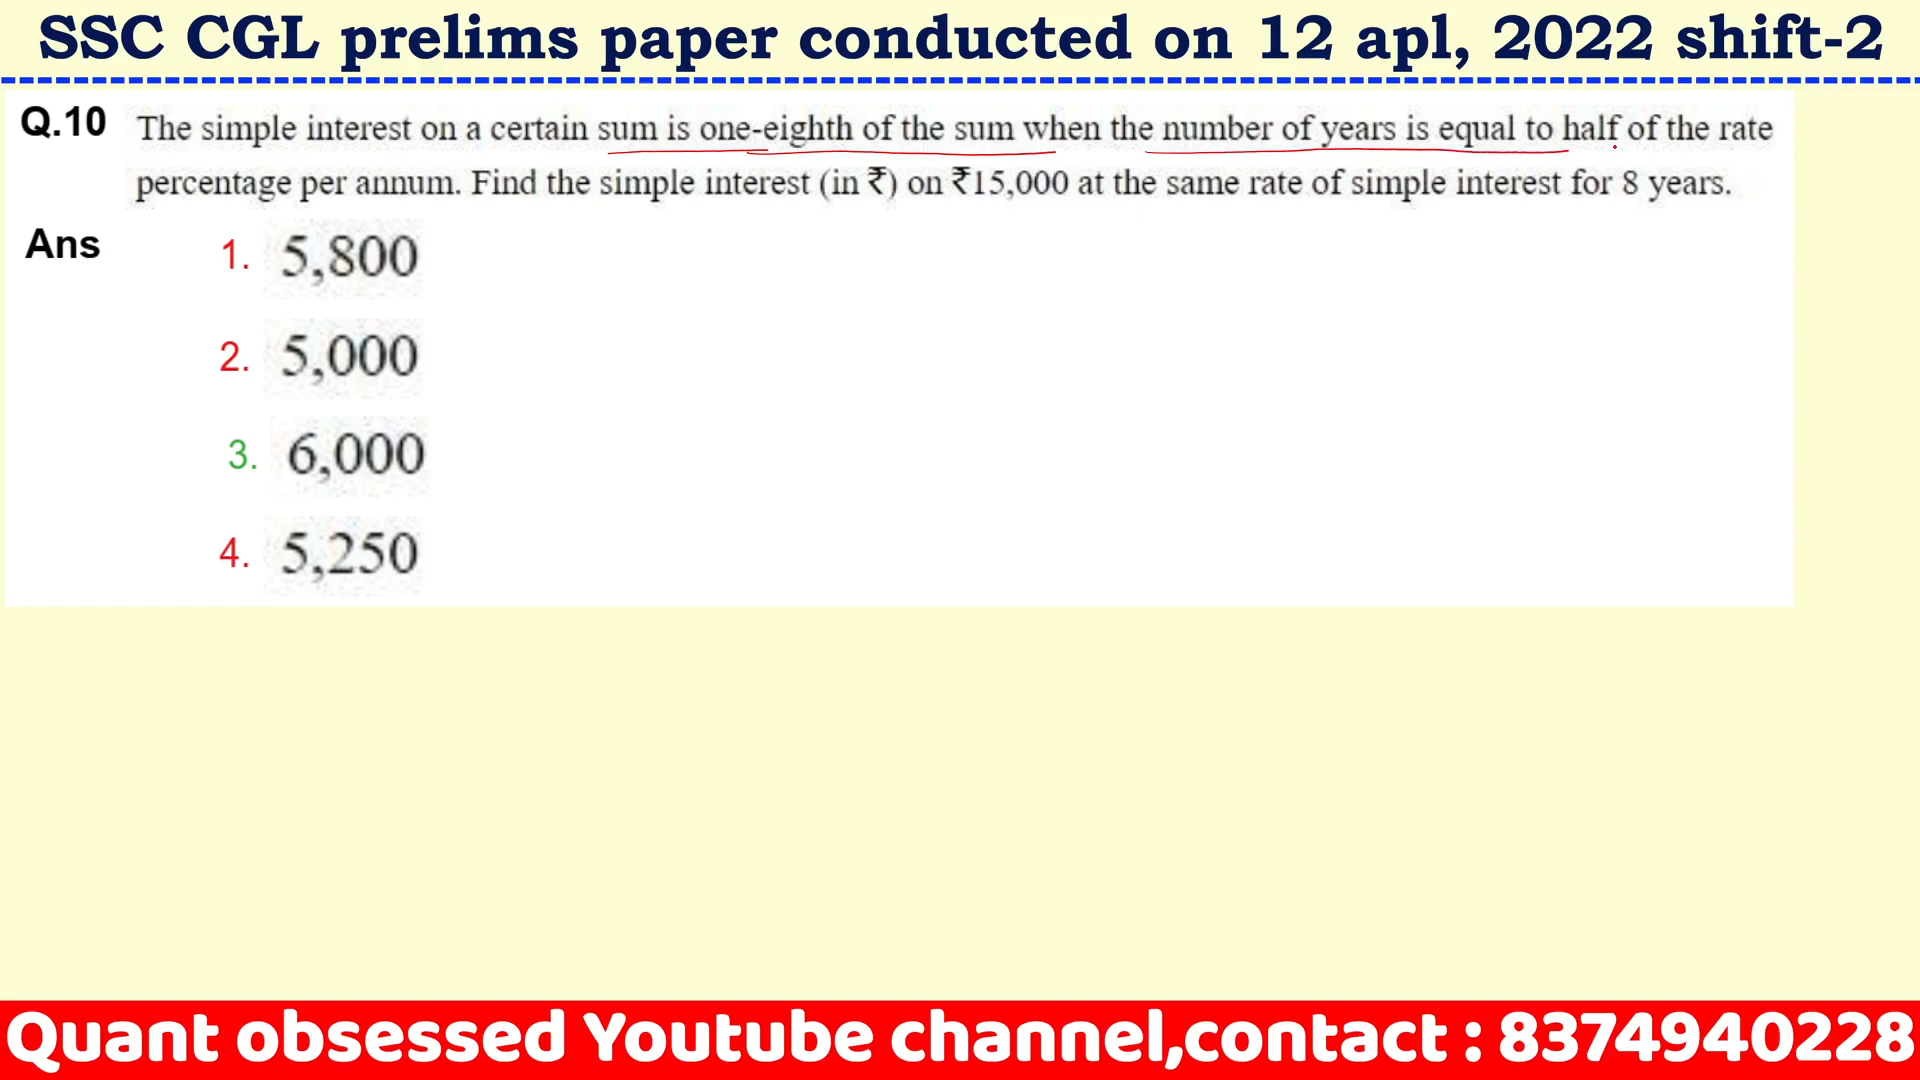 SSC CGL prelims paper conducted on 12 apl, 2022 shift-2
Q.10 The simple interest on a certain sum is one-eighth of the sum when the number of years is equal to half of the rate
percentage per annum. Find the simple interest (in ₹) on ₹15,000 at the same rate of simple interest for 8 years.
Ans 1. 5,800
2. 5,000
3. 6,000
4. 5,250
Quant obsessed Youtube channel,contact : 8374940228